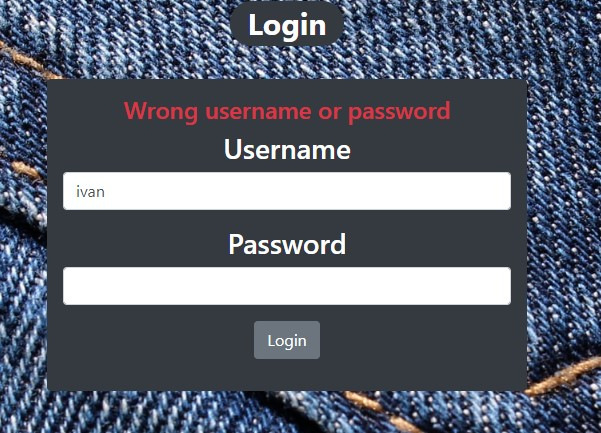 Login
Wrong username or password
Username
ivan
Password
Login